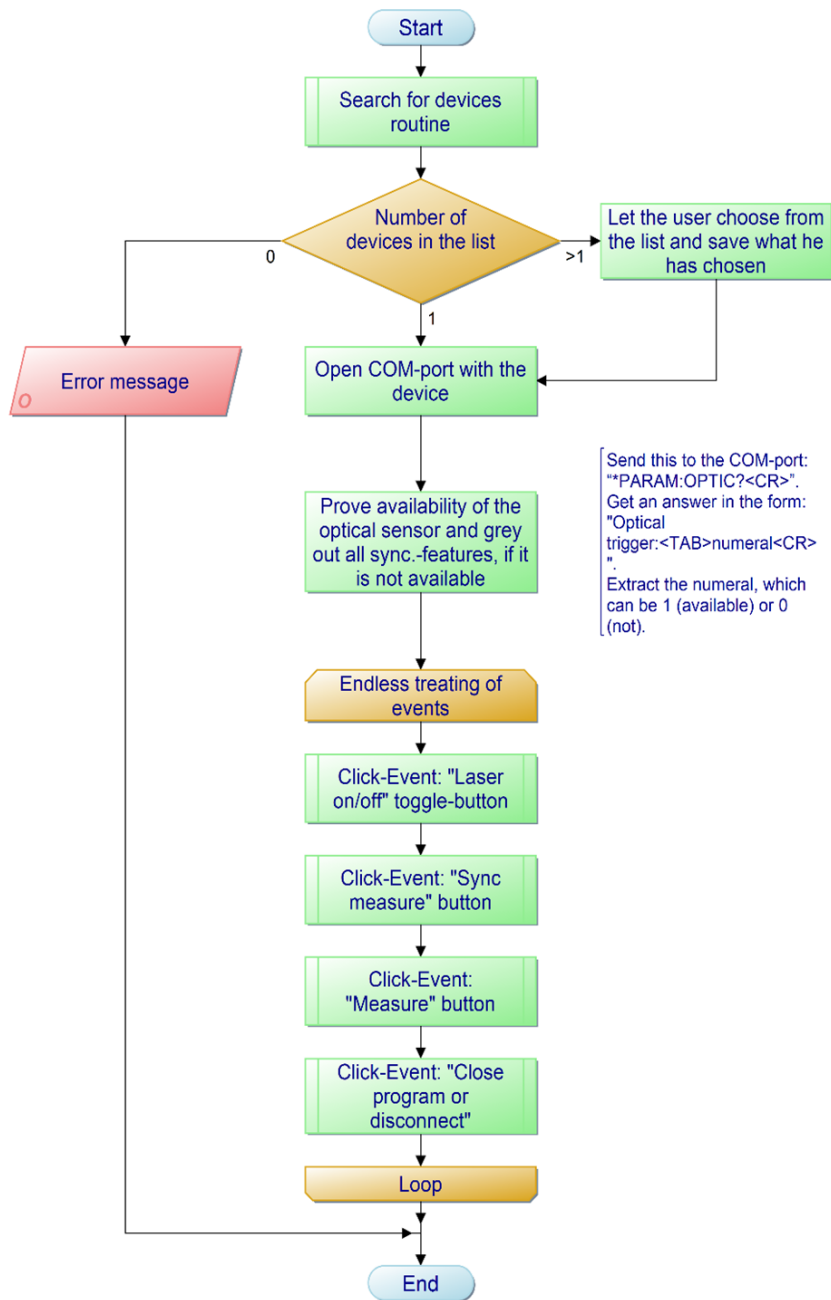 Start
Search for devices
routine
Number of
devices in the list
0
>1
1
Let the user choose from
the list and save what he
has chosen
Error message
O
Open COM-port with the
device
Prove availability of the
optical sensor and grey
out all sync.-features, if it
is not available
Send this to the COM-port:
“*PARAM:OPTIC?<CR>”.
Get an answer in the form:
"Optical
trigger:<TAB>numeral<CR>
".
Extract the numeral, which
can be 1 (available) or 0
(not).
Endless treating of
events
Click-Event: "Laser
on/off" toggle-button
Click-Event: "Sync
measure" button
Click-Event:
"Measure" button
Click-Event: "Close
program or
disconnect"
Loop
End